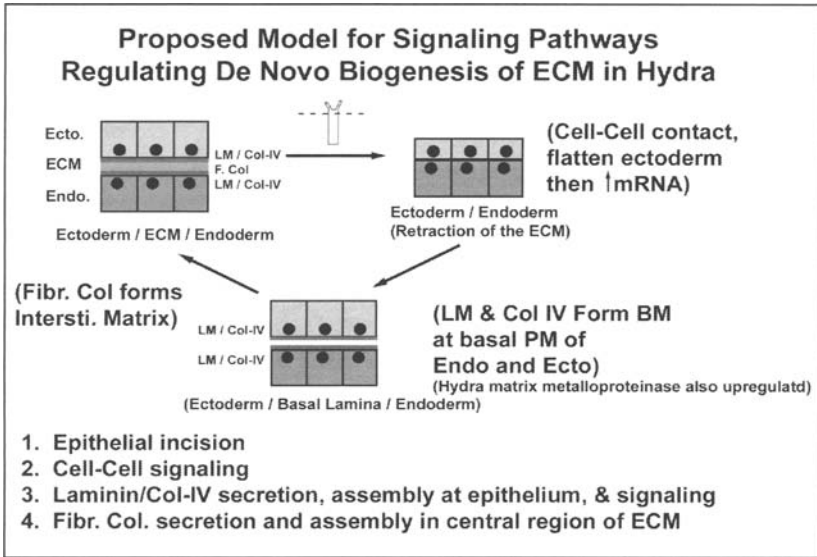 Proposed Model for Signaling Pathways
Regulating De Novo Biogenesis of ECM in Hydra
Ecto.
ECM
Endo.
LM / Col-IV
F. Col
LM / Col-IV
Ectoderm / ECM / Endoderm
(Cell-Cell contact,
flatten ectoderm
then ↑mRNA)
Ectoderm / Endoderm
(Retraction of the ECM)
(Fibr. Col forms
Intersti. Matrix)
LM / Col-IV
LM / Col-IV
(Ectoderm / Basal Lamina / Endoderm)
(LM & Col IV Form BM
at basal PM of
Endo and Ecto)
(Hydra matrix metalloproteinase also upregulatd)
1. Epithelial incision
2. Cell-Cell signaling
3. Laminin/Col-IV secretion, assembly at epithelium, & signaling
4. Fibr. Col. secretion and assembly in central region of ECM